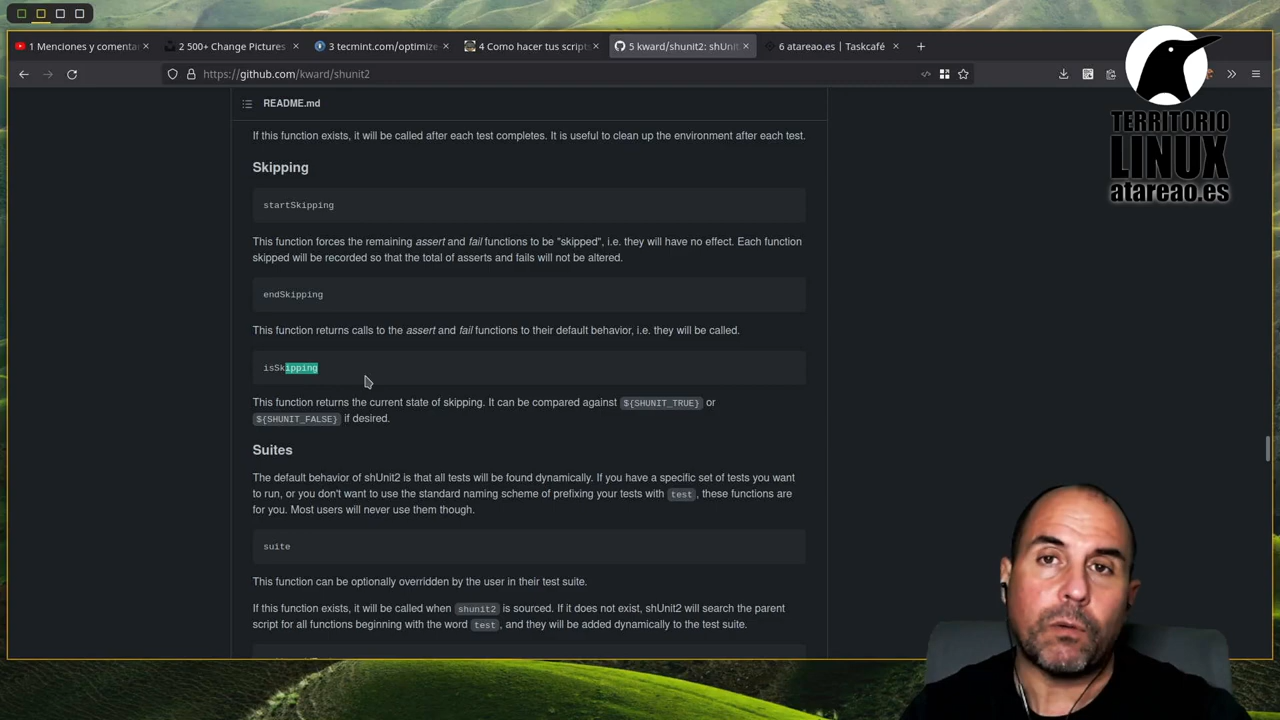 1 Menciones y comenta
2 500+ Change Pictures
3 tecmint.com/optimize
4 Como hacer tus script
5 kward/shunit2: shUnit
6 atareao.es | Taskcafé
https://github.com/kward/shunit2
TERRITORIO
LINUX
atareao.es
README.md
If this function exists, it will be called after each test completes. It is useful to clean up the environment after each test.
Skipping
startSkipping
This function forces the remaining assert and fail functions to be "skipped", i.e. they will have no effect. Each function
skipped will be recorded so that the total of asserts and fails will not be altered.
endSkipping
This function returns calls to the assert and fail functions to their default behavior, i.e. they will be called.
isSkipping
This function returns the current state of skipping. It can be compared against ${SHUNIT_TRUE} or
${SHUNIT_FALSE} if desired.
Suites
The default behavior of shUnit2 is that all tests will be found dynamically. If you have a specific set of tests you want
to run, or you don't want to use the standard naming scheme of prefixing your tests with test, these functions are
for you. Most users will never use them though.
suite
This function can be optionally overridden by the user in their test suite.
If this function exists, it will be called when shunit2 is sourced. If it does not exist, shUnit2 will search the parent
script for all functions beginning with the word test, and they will be added dynamically to the test suite.